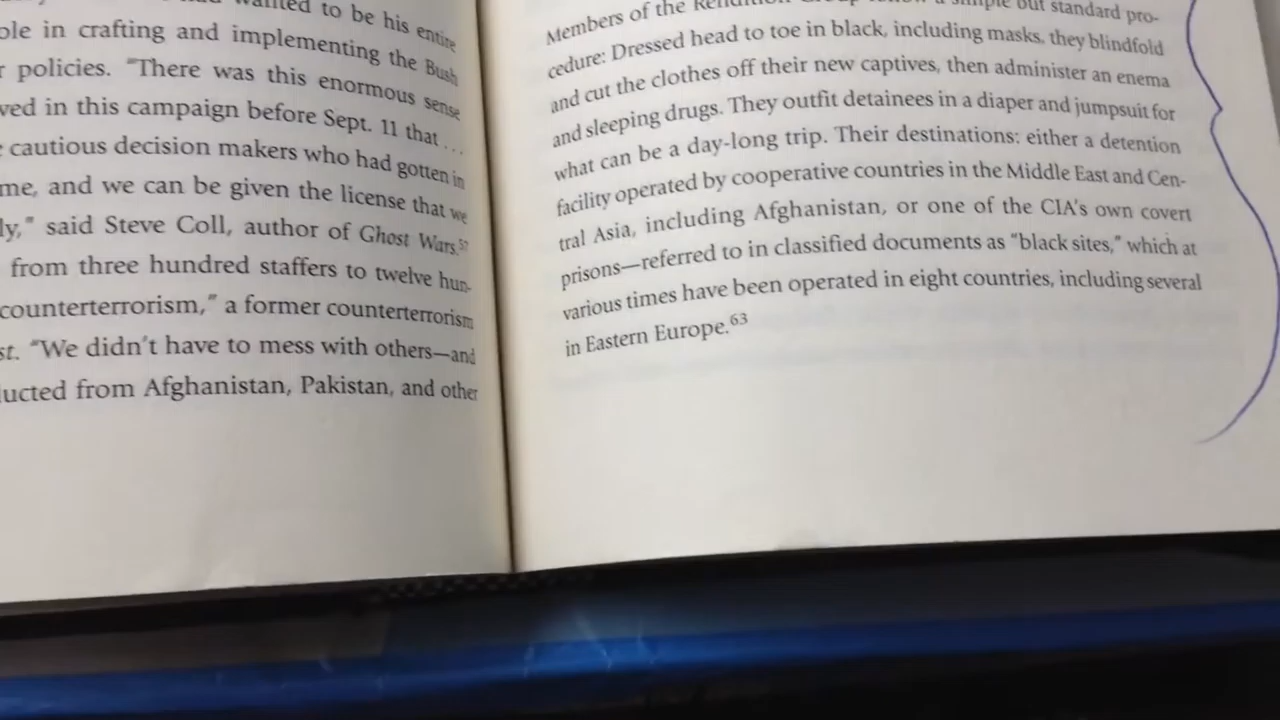 wanted to be his entire
ole in crafting and implementing the Bush
r policies. "There was this enormous sense
ved in this campaign before Sept. 11 that . . .
cautious decision makers who had gotten in
me, and we can be given the license that we
ly," said Steve Coll, author of Ghost Wars.57
from three hundred staffers to twelve hun-
counterterrorism," a former counterterrorism
st. "We didn't have to mess with others—and
ucted from Afghanistan, Pakistan, and other
Members of the Rendition Group follow a simple but standard pro-
cedure: Dressed head to toe in black, including masks, they blindfold
and cut the clothes off their new captives, then administer an enema
and sleeping drugs. They outfit detainees in a diaper and jumpsuit for
what can be a day-long trip. Their destinations: either a detention
facility operated by cooperative countries in the Middle East and Cen-
tral Asia, including Afghanistan, or one of the CIA's own covert
prisons—referred to in classified documents as "black sites," which at
various times have been operated in eight countries, including several
in Eastern Europe.63